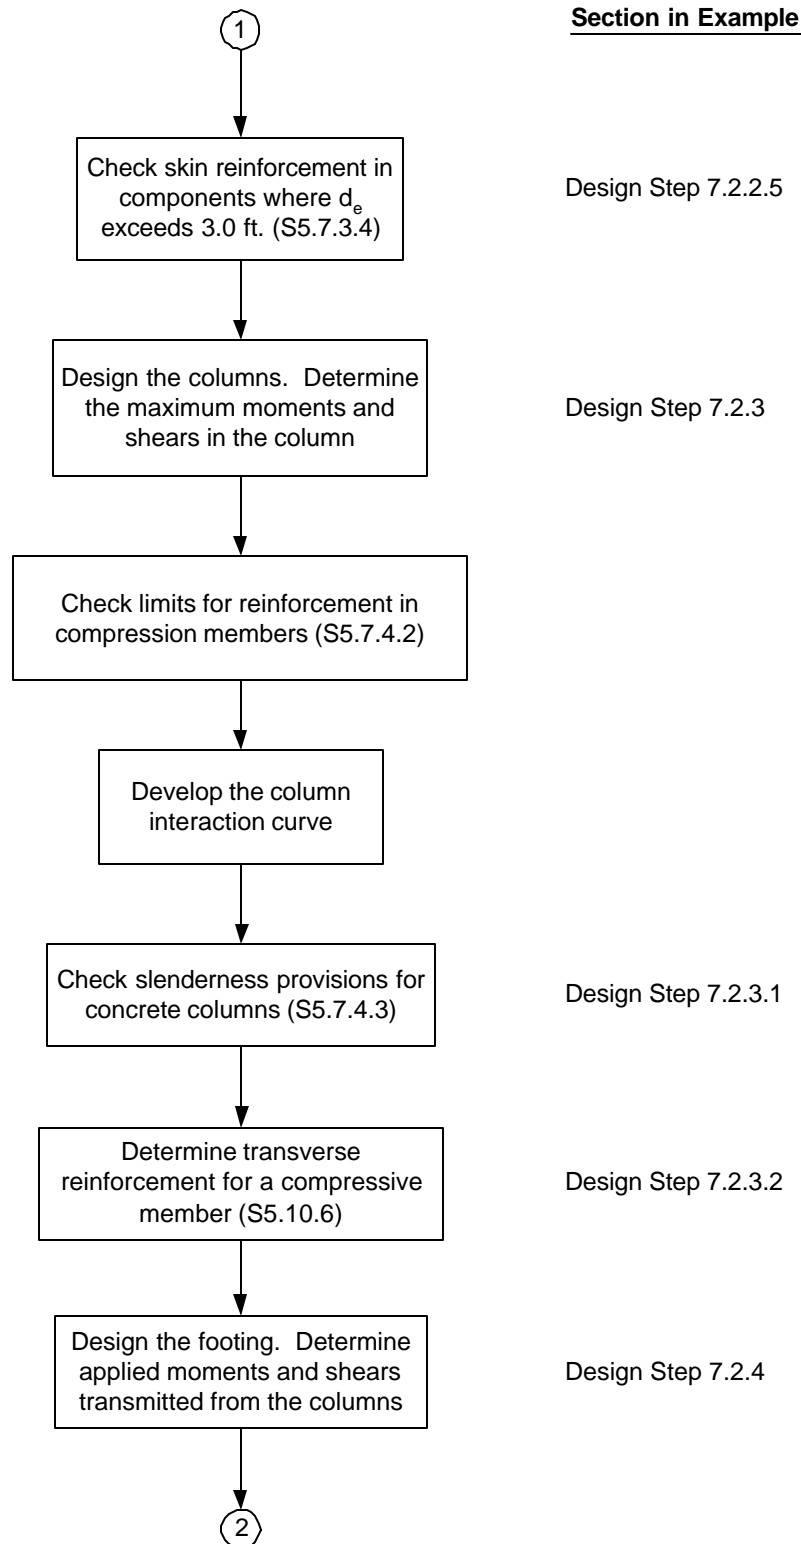 Section in Example
1
Check skin reinforcement in
components where de
exceeds 3.0 ft. (S5.7.3.4)
Design Step 7.2.2.5
Design the columns.  Determine
the maximum moments and
shears in the column
Design Step 7.2.3
Check limits for reinforcement in
compression members (S5.7.4.2)
Develop the column
interaction curve
Check slenderness provisions for
concrete columns (S5.7.4.3)
Design Step 7.2.3.1
Determine transverse
reinforcement for a compressive
member (S5.10.6)
Design Step 7.2.3.2
Design the footing.  Determine
applied moments and shears
transmitted from the columns
Design Step 7.2.4
2